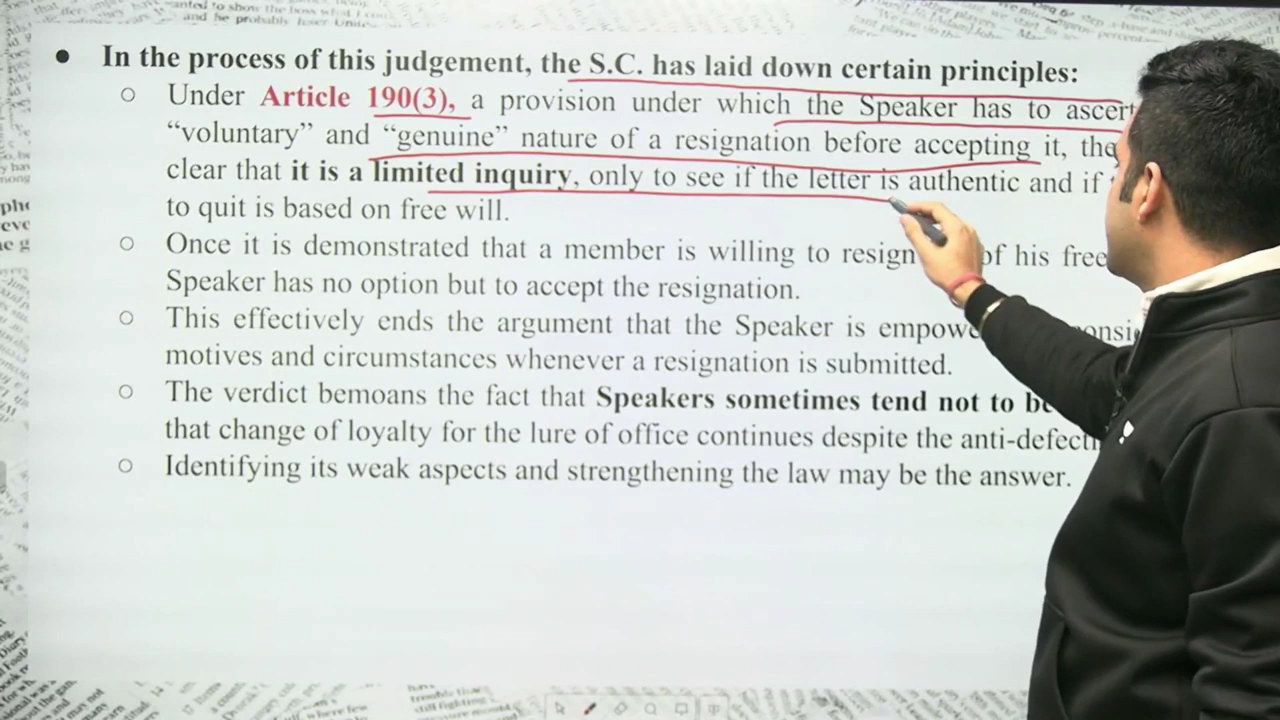 In the process of this judgement, the S.C. has laid down certain principles:
Under Article 190(3), a provision under which the Speaker has to
“voluntary” and “genuine” nature of a resignation before accepting it,
clear that it is a limited inquiry, only to see if the letter is authentic and if
to quit is based on free will.
Once it is demonstrated that a member is willing to resign of his free
Speaker has no option but to accept the resignation.
This effectively ends the argument that the Speaker is
motives and circumstances whenever a resignation is submitted.
The verdict bemoans the fact that Speakers sometimes tend not to
that change of loyalty for the lure of office continues despite the
Identifying its weak aspects and strengthening the law may be the answer.